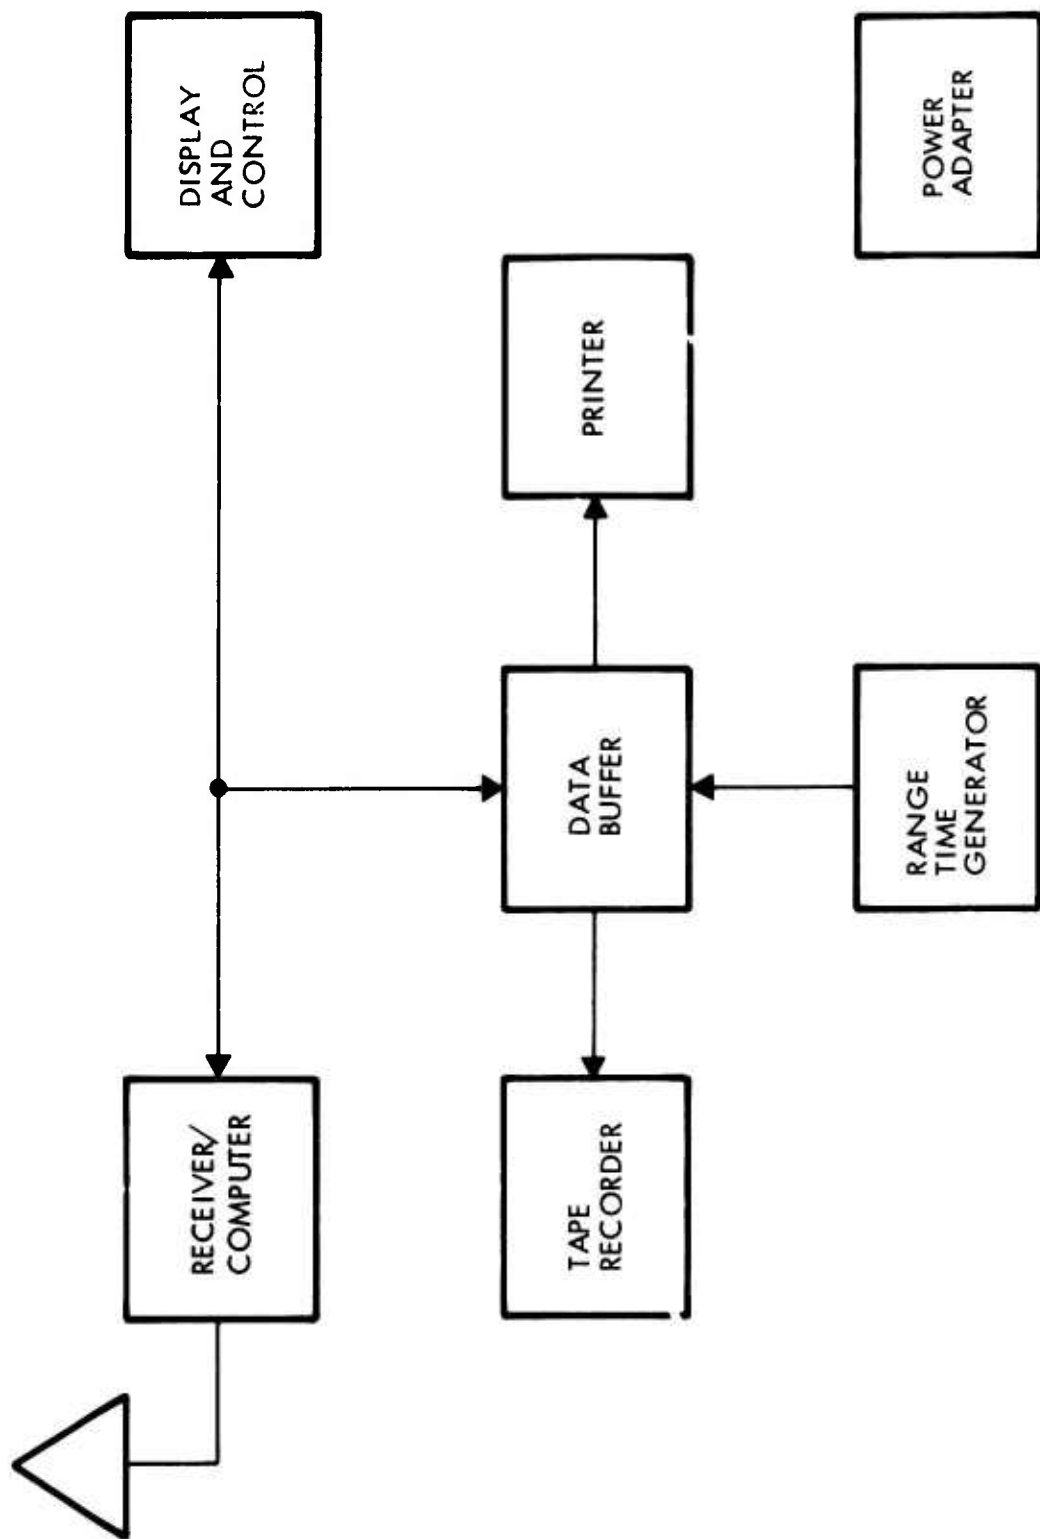 RECEIVER/
COMPUTER
DISPLAY
AND
CONTROL
TAPE
RECORDER
DATA
BUFFER
PRINTER
RANGE
TIME
GENERATOR
POWER
ADAPTER